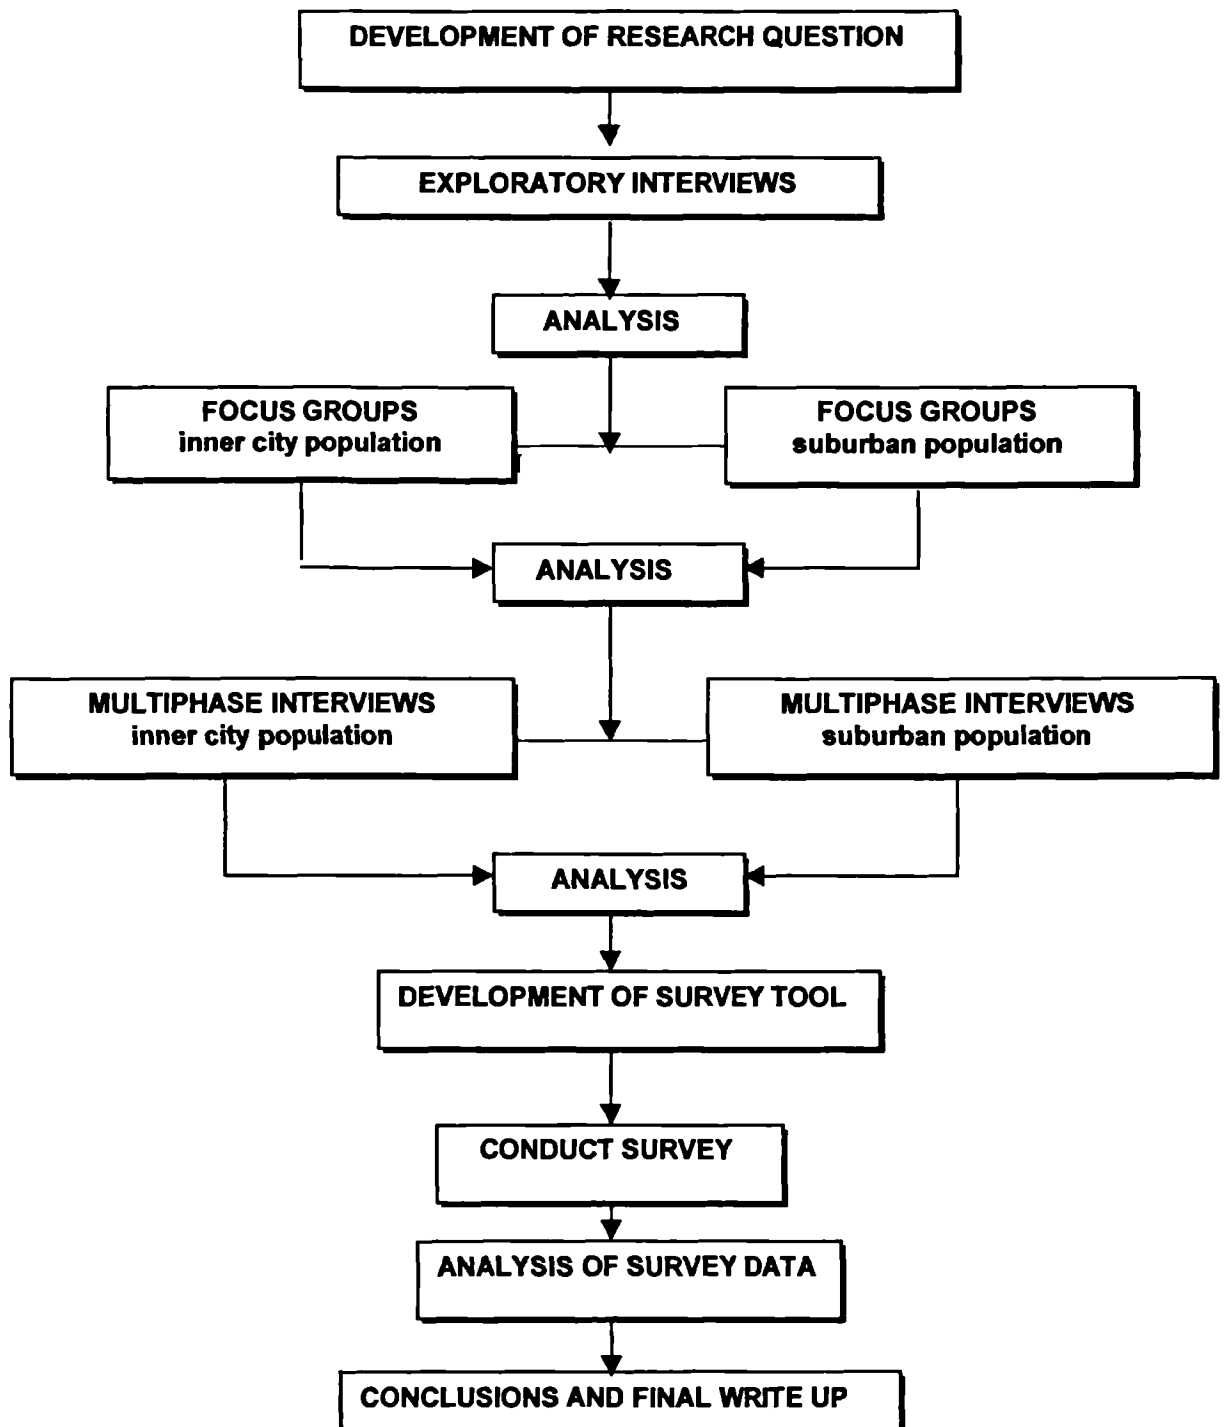 DEVELOPMENT OF RESEARCH QUESTION
EXPLORATORY INTERVIEWS
ANALYSIS
FOCUS GROUPS
inner city population
FOCUS GROUPS
suburban population
ANALYSIS
MULTIPHASE INTERVIEWS
inner city population
MULTIPHASE INTERVIEWS
suburban population
ANALYSIS
DEVELOPMENT OF SURVEY TOOL
CONDUCT SURVEY
ANALYSIS OF SURVEY DATA
CONCLUSIONS AND FINAL WRITE UP